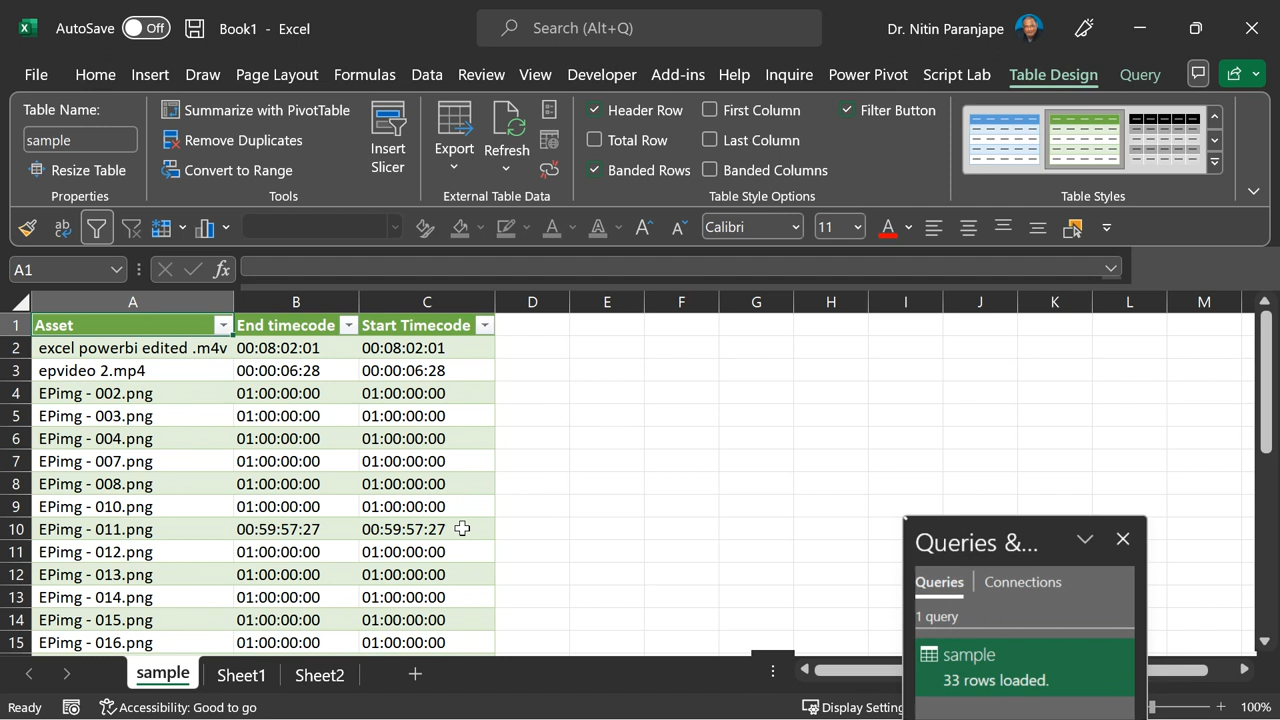 AutoSave Off Book1 - Excel Search (Alt+Q) Dr. Nitin Paranjape
File Home Insert Draw Page Layout Formulas Data Review View Developer Add-ins Help Inquire Power Pivot Script Lab Table Design Query
Table Name:
sample
Resize Table
Properties
Summarize with PivotTable
Remove Duplicates
Convert to Range
Tools
Insert
Slicer
Export
Refresh
External Table Data
Header Row
Total Row
Banded Rows
First Column
Last Column
Banded Columns
Filter Button
Table Style Options
Table Styles
Calibri 11
A1 fx
A B C D E F G H I J K L M
1 Asset End timecode Start Timecode
2 excel powerbi edited .m4v 00:08:02:01 00:08:02:01
3 epvideo 2.mp4 00:00:06:28 00:00:06:28
4 EPimg - 002.png 01:00:00:00 01:00:00:00
5 EPimg - 003.png 01:00:00:00 01:00:00:00
6 EPimg - 004.png 01:00:00:00 01:00:00:00
7 EPimg - 007.png 01:00:00:00 01:00:00:00
8 EPimg - 008.png 01:00:00:00 01:00:00:00
9 EPimg - 010.png 01:00:00:00 01:00:00:00
10 EPimg - 011.png 00:59:57:27 00:59:57:27
11 EPimg - 012.png 01:00:00:00 01:00:00:00
12 EPimg - 013.png 01:00:00:00 01:00:00:00
13 EPimg - 014.png 01:00:00:00 01:00:00:00
14 EPimg - 015.png 01:00:00:00 01:00:00:00
15 EPimg - 016.png 01:00:00:00 01:00:00:00
Queries &...
Queries Connections
1 query
sample
33 rows loaded.
sample Sheet1 Sheet2
Ready Accessibility: Good to go Display Setting 100%